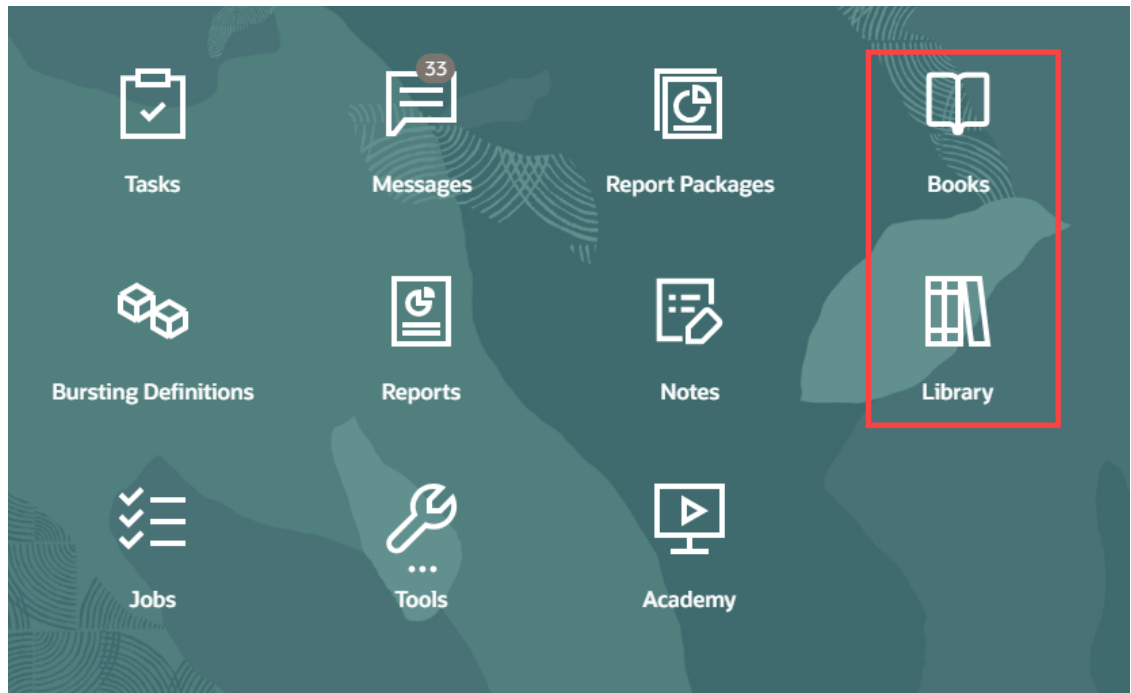 33
Tasks
Messages
Report Packages
Books
Bursting Definitions
Reports
Notes
Library
Jobs
Tools
Academy